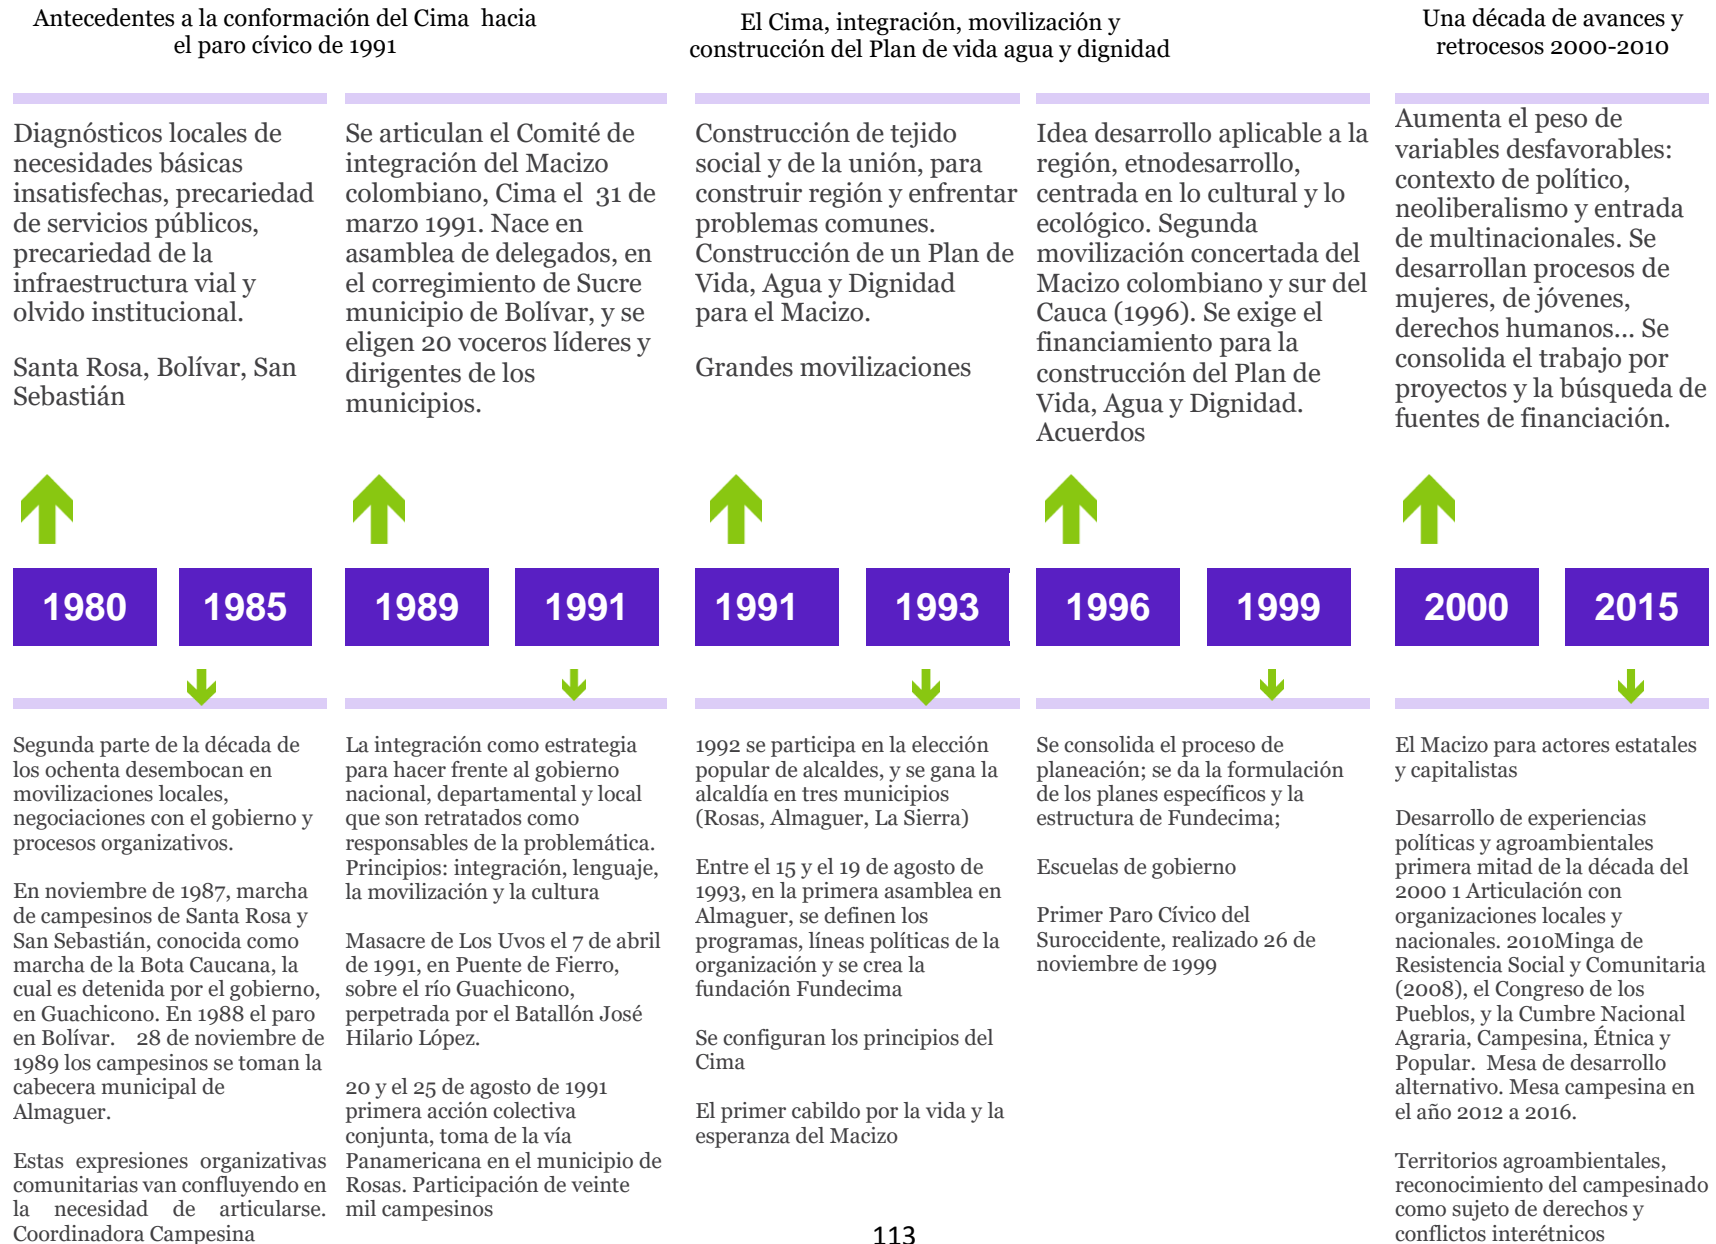 Antecedentes a la conformación del Cima hacia
el paro cívico de 1991
El Cima, integración, movilización y
construcción del Plan de vida agua y dignidad
Una década de avances y
retrocesos 2000-2010
Diagnósticos locales de
necesidades básicas
insatisfechas, precariedad
de servicios públicos,
precariedad de la
infraestructura vial y
olvido institucional.
Santa Rosa, Bolívar, San
Sebastián
Se articulan el Comité de
integración del Macizo
colombiano, Cima el 31 de
marzo 1991. Nace en
asamblea de delegados, en
el corregimiento de Sucre
municipio de Bolívar, y se
eligen 20 voceros líderes y
dirigentes de los
municipios.
Construcción de tejido
social y de la unión, para
construir región y enfrentar
problemas comunes.
Construcción de un Plan de
Vida, Agua y Dignidad
para el Macizo.
Grandes movilizaciones
Idea desarrollo aplicable a la
región, etnodesarrollo,
centrada en lo cultural y lo
ecológico. Segunda
movilización concertada del
Macizo colombiano y sur del
Cauca (1996). Se exige el
financiamiento para la
construcción del Plan de
Vida, Agua y Dignidad.
Acuerdos
Aumenta el peso de
variables desfavorables:
contexto de político,
neoliberalismo y entrada
de multinacionales. Se
desarrollan procesos de
mujeres, de jóvenes,
derechos humanos... Se
consolida el trabajo por
proyectos y la búsqueda de
fuentes de financiación.
1980 1985 1989 1991 1991 1993 1996 1999 2000 2015
Segunda parte de la década de
los ochenta desembocan en
movilizaciones locales,
negociaciones con el gobierno y
procesos organizativos.
En noviembre de 1987, marcha
de campesinos de Santa Rosa y
San Sebastián, conocida como
marcha de la Bota Caucana, la
cual es detenida por el gobierno,
en Guachicono. En 1988 el paro
en Bolívar. 28 de noviembre de
1989 los campesinos se toman la
cabecera municipal de
Almaguer.
Estas expresiones organizativas
comunitarias van confluyendo en
la necesidad de articularse.
Coordinadora Campesina
La integración como estrategia
para hacer frente al gobierno
nacional, departamental y local
que son retratados como
responsables de la problemática.
Principios: integración, lenguaje,
la movilización y la cultura
Masacre de Los Uvos el 7 de abril
de 1991, en Puente de Fierro,
sobre el río Guachicono,
perpetrada por el Batallón José
Hilario López.
20 y el 25 de agosto de 1991
primera acción colectiva
conjunta, toma de la vía
Panamericana en el municipio de
Rosas. Participación de veinte
mil campesinos
1992 se participa en la elección
popular de alcaldes, y se gana la
alcaldía en tres municipios
(Rosas, Almaguer, La Sierra)
Entre el 15 y el 19 de agosto de
1993, en la primera asamblea en
Almaguer, se definen los
programas, líneas políticas de la
organización y se crea la
fundación Fundecima
Se configuran los principios del
Cima
El primer cabildo por la vida y la
esperanza del Macizo
Se consolida el proceso de
planeación; se da la formulación
de los planes específicos y la
estructura de Fundecima;
Escuelas de gobierno
Primer Paro Cívico del
Suroccidente, realizado 26 de
noviembre de 1999
El Macizo para actores estatales
y capitalistas
Desarrollo de experiencias
políticas y agroambientales
primera mitad de la década del
2000 1 Articulación con
organizaciones locales y
nacionales. 2010Minga de
Resistencia Social y Comunitaria
(2008), el Congreso de los
Pueblos, y la Cumbre Nacional
Agraria, Campesina, Étnica y
Popular. Mesa de desarrollo
alternativo. Mesa campesina en
el año 2012 a 2016.
Territorios agroambientales,
reconocimiento del campesinado
como sujeto de derechos y
conflictos interétnicos
113